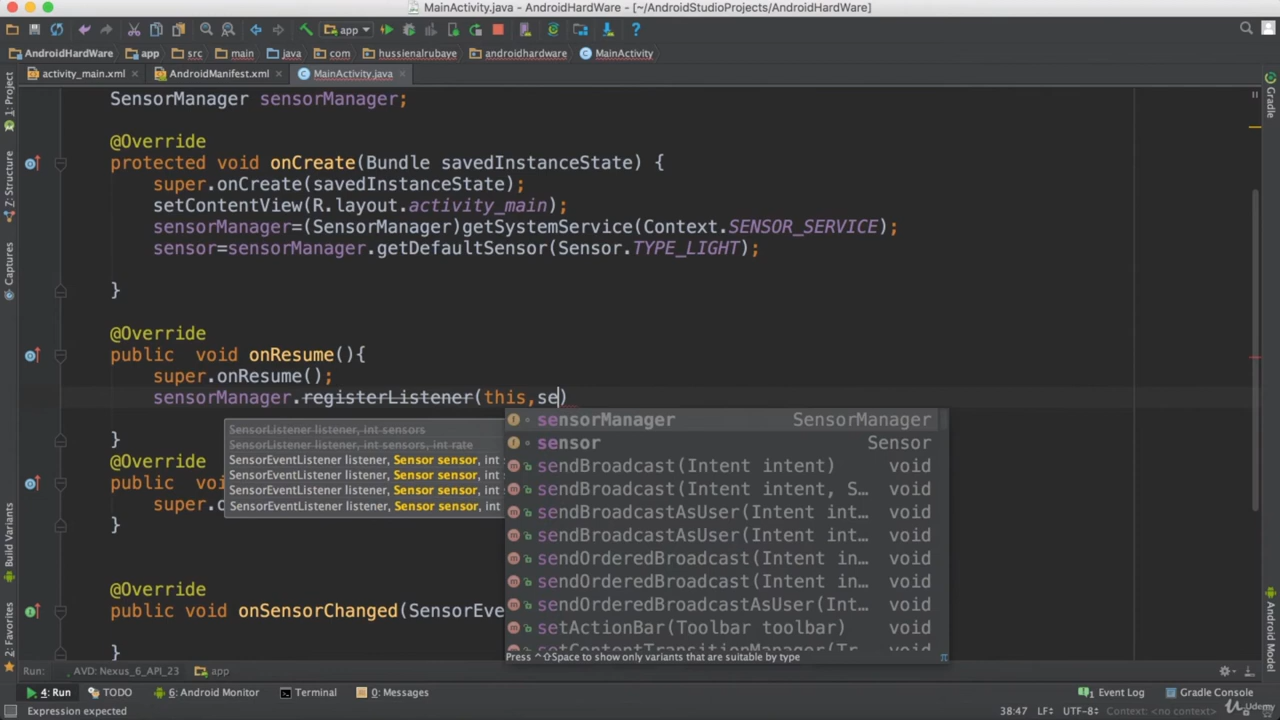 MainActivity.java - AndroidHardWare - [~/AndroidStudioProjects/AndroidHardWare]
app
AndroidHardWare app src main java com hussienalrubaye androidhardware MainActivity
activity_main.xml AndroidManifest.xml MainActivity.java
1: Project
Z: Structure
Captures
Build Variants
2: Favorites
Gradle
Android Model
SensorManager sensorManager;
@Override
protected void onCreate(Bundle savedInstanceState) {
super.onCreate(savedInstanceState);
setContentView(R.layout.activity_main);
sensorManager=(SensorManager)getSystemService(Context.SENSOR_SERVICE);
sensor=sensorManager.getDefaultSensor(Sensor.TYPE_LIGHT);
}
@Override
public void onResume(){
super.onResume();
sensorManager.registerListener(this,se)
SensorListener listener, int sensors
SensorListener listener, int sensors, int rate
SensorEventListener listener, Sensor sensor, int
SensorEventListener listener, Sensor sensor, int
SensorEventListener listener, Sensor sensor, int
SensorEventListener listener, Sensor sensor, int
sensorManager SensorManager
sensor Sensor
sendBroadcast(Intent intent) void
sendBroadcast(Intent intent, S… void
sendBroadcastAsUser(Intent int… void
sendBroadcastAsUser(Intent int… void
sendOrderedBroadcast(Intent in… void
sendOrderedBroadcast(Intent in… void
sendOrderedBroadcastAsUser(Int… void
setActionBar(Toolbar toolbar) void
setContentTransitionManager(Tr… void
Press ^⇧Space to show only variants that are suitable by type π
}
@Override
public voi
super.o
}
@Override
public void onSensorChanged(SensorEve
}
Run: AVD: Nexus_6_API_23 app
4: Run TODO 6: Android Monitor Terminal 0: Messages 1 Event Log Gradle Console
Expression expected 38:47 LF÷ UTF-8÷ Context: <no context>
Udemy